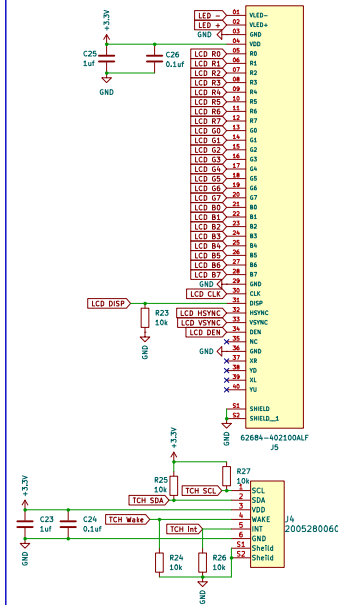 LED - 01 VLED-
LED + 02 VLED+
GND 03 GND
+3.3V 04 VDD
C25 1uf
C26 0.1uf
GND
LCD R0 05 R0
LCD R1 06 R1
LCD R2 07 R2
LCD R3 08 R3
LCD R4 09 R4
LCD R5 10 R5
LCD R6 11 R6
LCD R7 12 R7
LCD G0 13 G0
LCD G1 14 G1
LCD G2 15 G2
LCD G3 16 G3
LCD G4 17 G4
LCD G5 18 G5
LCD G6 19 G6
LCD G7 20 G7
LCD B0 21 B0
LCD B1 22 B1
LCD B2 23 B2
LCD B3 24 B3
LCD B4 25 B4
LCD B5 26 B5
LCD B6 27 B6
LCD B7 28 B7
GND 29 GND
LCD CLK 30 CLK
LCD DISP 31 DISP
R23 10k
GND
LCD HSYNC 32 HSYNC
LCD VSYNC 33 VSYNC
LCD DEN 34 DEN
35 NC
GND 36 GND
37 XR
38 YD
39 XL
40 YU
S1 SHIELD
S2 SHIELD__1
GND
62684-402100ALF
J5
+3.3V
R25 10k
R27 10k
TCH SCL 1 SCL
TCH SDA 2 SDA
+3.3V 3 VDD
TCH Wake 4 WAKE
TCH Int 5 INT
6 GND
S1 Sheild
S2 Sheild
J4
2005280060
C23 1uf
C24 0.1uf
GND
R24 10k
R26 10k
GND